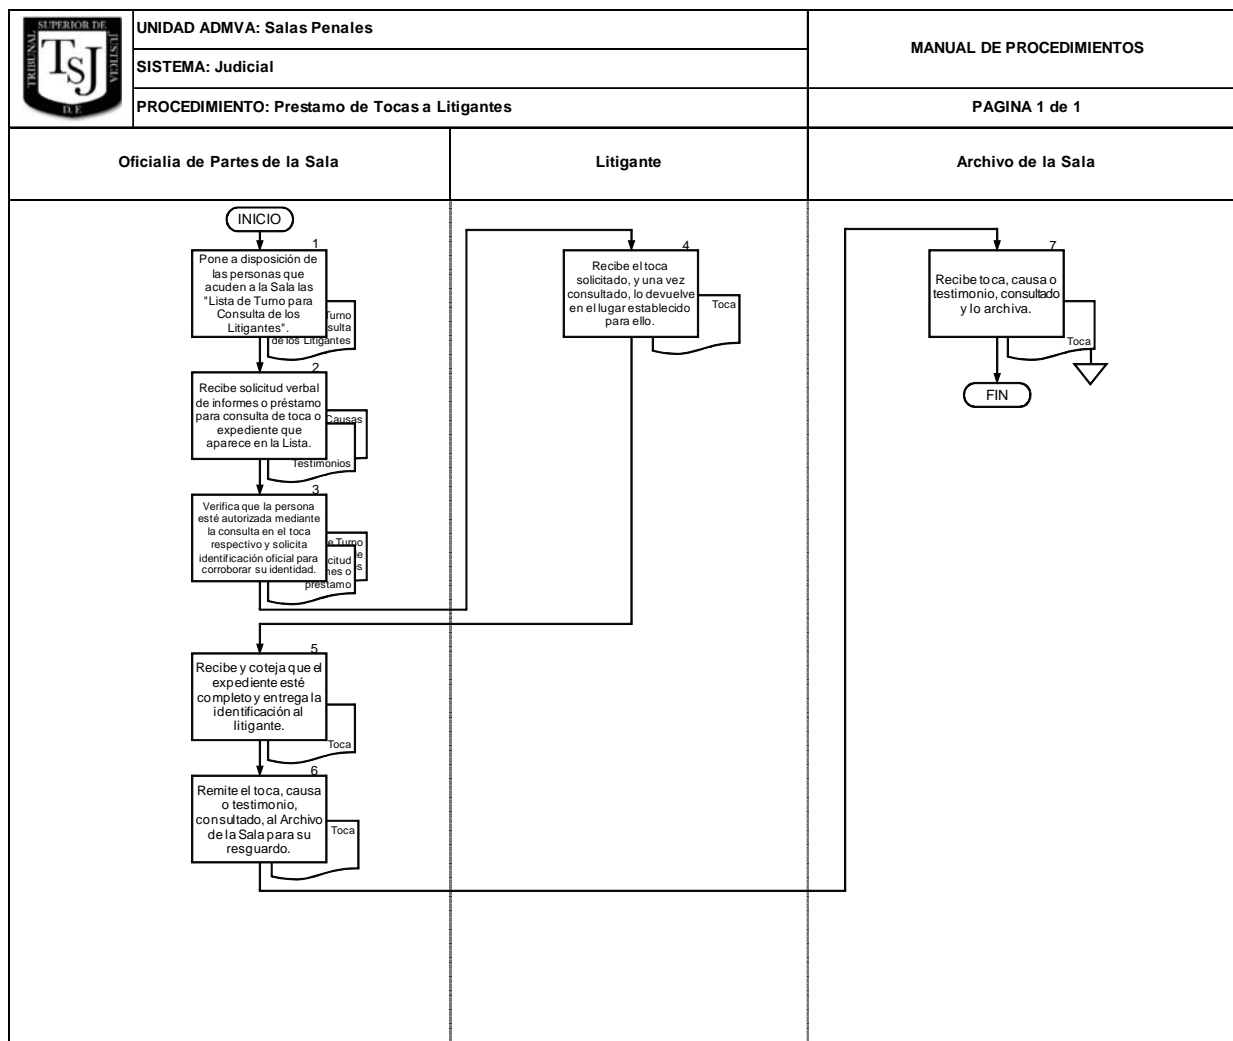 SUPERIOR DE
TRIBUNAL
JUSTICIA
TSJ
D. F.
UNIDAD ADMVA: Salas Penales
SISTEMA: Judicial
PROCEDIMIENTO: Prestamo de Tocas a Litigantes
MANUAL DE PROCEDIMIENTOS
PAGINA 1 de 1
Oficialia de Partes de la Sala
Litigante
Archivo de la Sala
INICIO
1
Pone a disposición de
las personas que
acuden a la Sala las
"Lista de Turno para
Consulta de los
Litigantes".
Turno
sulta
de los Litigantes
2
Recibe solicitud verbal
de informes o préstamo
para consulta de toca o
expediente que
aparece en la Lista.
Causas
Testimonios
3
Verifica que la persona
esté autorizada mediante
la consulta en el toca
respectivo y solicita
identificación oficial para
corroborar su identidad.
e Turno
e
s
citud
nes o
préstamo
4
Recibe el toca
solicitado, y una vez
consultado, lo devuelve
en el lugar establecido
para ello.
Toca
5
Recibe y coteja que el
expediente esté
completo y entrega la
identificación al
litigante.
Toca
6
Remite el toca, causa
o testimonio,
consultado, al Archivo
de la Sala para su
resguardo.
Toca
7
Recibe toca, causa o
testimonio, consultado
y lo archiva.
Toca
FIN